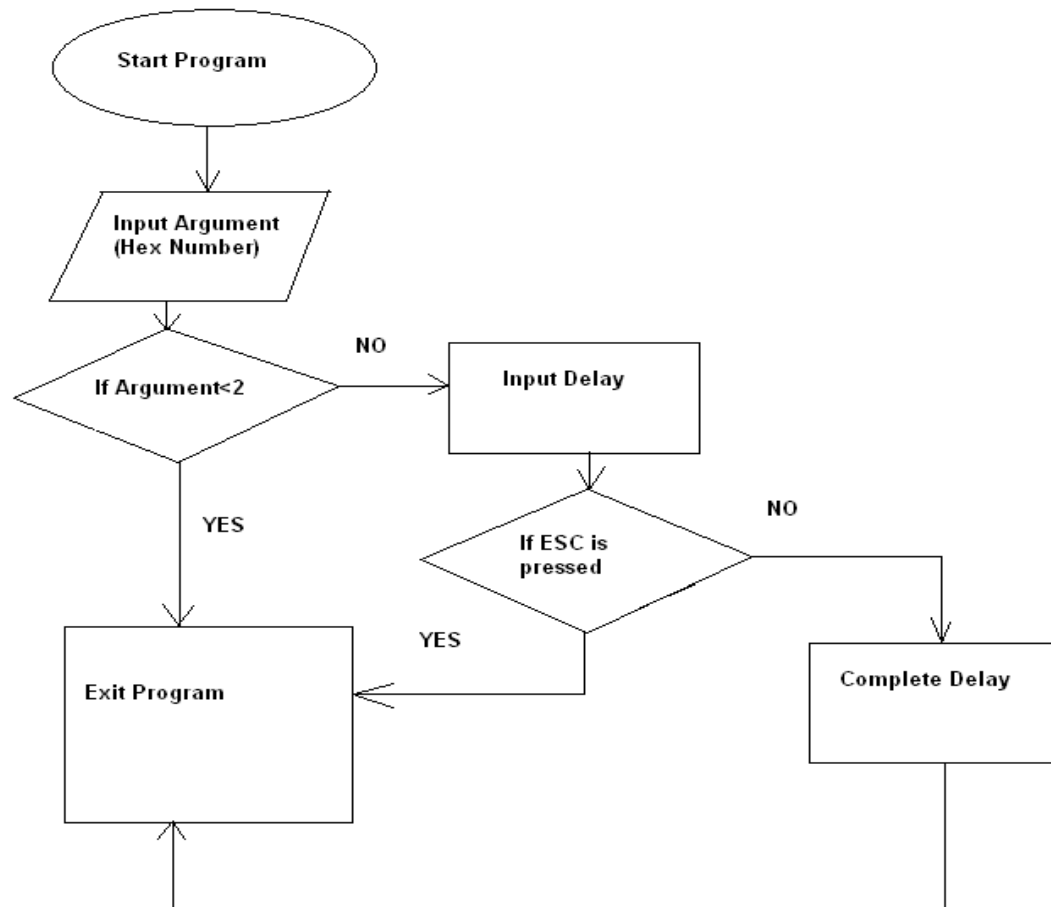 Start Program
Input Argument
(Hex Number)
If Argument<2
NO
Input Delay
YES
If ESC is
pressed
NO
YES
Exit Program
Complete Delay